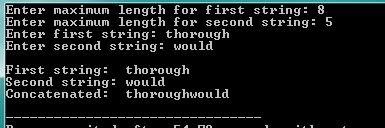 Enter maximum length for first string: 8
Enter maximum length for second string: 5
Enter first string: thorough
Enter second string: would
First string:  thorough
Second string: would
Concatenated:  thoroughwould
--------------------------------